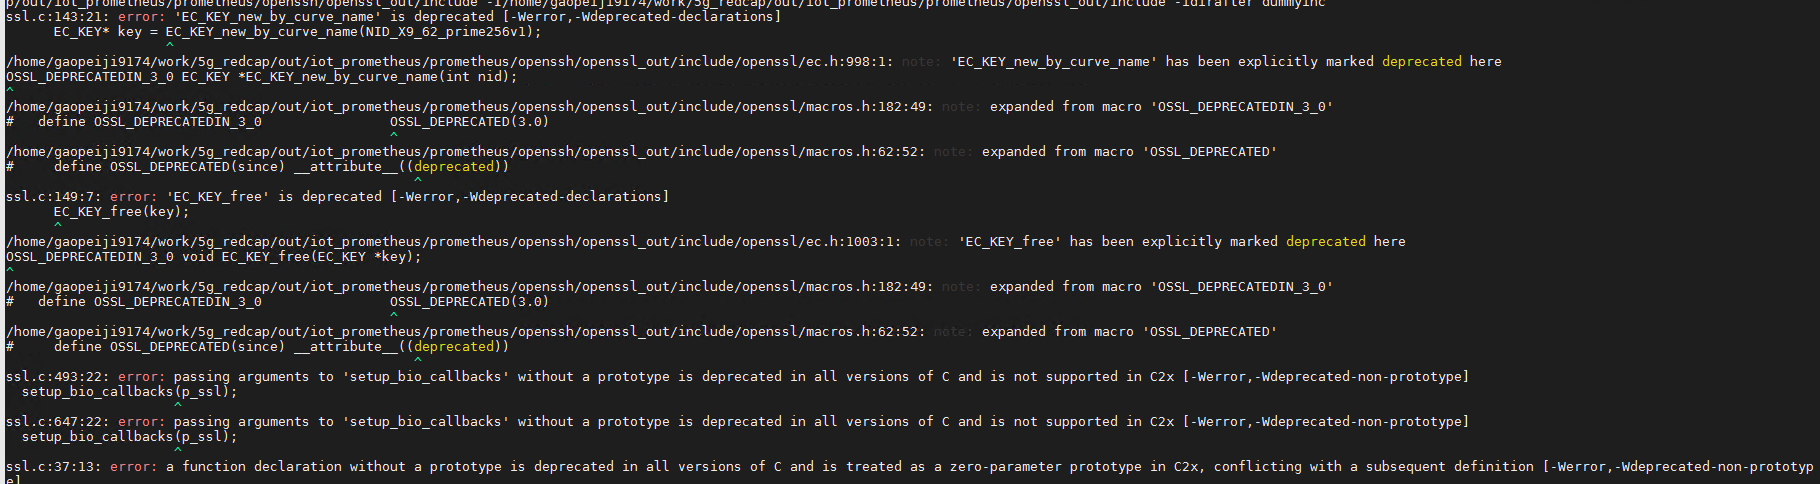 p/out/iot_prometheus/prometheus/openssh/openssl_out/include -I/home/gaopeiji9174/work/5g_redcap/out/iot_prometheus/prometheus/openssh/openssl_out/include -idirafter dummyinc
ssl.c:143:21: error: 'EC_KEY_new_by_curve_name' is deprecated [-Werror,-Wdeprecated-declarations]
      EC_KEY* key = EC_KEY_new_by_curve_name(NID_X9_62_prime256v1);
                    ^
/home/gaopeiji9174/work/5g_redcap/out/iot_prometheus/prometheus/openssh/openssl_out/include/openssl/ec.h:998:1: note: 'EC_KEY_new_by_curve_name' has been explicitly marked deprecated here
OSSL_DEPRECATEDIN_3_0 EC_KEY *EC_KEY_new_by_curve_name(int nid);
^
/home/gaopeiji9174/work/5g_redcap/out/iot_prometheus/prometheus/openssh/openssl_out/include/openssl/macros.h:182:49: note: expanded from macro 'OSSL_DEPRECATEDIN_3_0'
#   define OSSL_DEPRECATEDIN_3_0                OSSL_DEPRECATED(3.0)
                                                ^
/home/gaopeiji9174/work/5g_redcap/out/iot_prometheus/prometheus/openssh/openssl_out/include/openssl/macros.h:62:52: note: expanded from macro 'OSSL_DEPRECATED'
#     define OSSL_DEPRECATED(since) __attribute__((deprecated))
                                                   ^
ssl.c:149:7: error: 'EC_KEY_free' is deprecated [-Werror,-Wdeprecated-declarations]
      EC_KEY_free(key);
      ^
/home/gaopeiji9174/work/5g_redcap/out/iot_prometheus/prometheus/openssh/openssl_out/include/openssl/ec.h:1003:1: note: 'EC_KEY_free' has been explicitly marked deprecated here
OSSL_DEPRECATEDIN_3_0 void EC_KEY_free(EC_KEY *key);
^
/home/gaopeiji9174/work/5g_redcap/out/iot_prometheus/prometheus/openssh/openssl_out/include/openssl/macros.h:182:49: note: expanded from macro 'OSSL_DEPRECATEDIN_3_0'
#   define OSSL_DEPRECATEDIN_3_0                OSSL_DEPRECATED(3.0)
                                                ^
/home/gaopeiji9174/work/5g_redcap/out/iot_prometheus/prometheus/openssh/openssl_out/include/openssl/macros.h:62:52: note: expanded from macro 'OSSL_DEPRECATED'
#     define OSSL_DEPRECATED(since) __attribute__((deprecated))
                                                   ^
ssl.c:493:22: error: passing arguments to 'setup_bio_callbacks' without a prototype is deprecated in all versions of C and is not supported in C2x [-Werror,-Wdeprecated-non-prototype]
  setup_bio_callbacks(p_ssl);
                     ^
ssl.c:647:22: error: passing arguments to 'setup_bio_callbacks' without a prototype is deprecated in all versions of C and is not supported in C2x [-Werror,-Wdeprecated-non-prototype]
  setup_bio_callbacks(p_ssl);
                     ^
ssl.c:37:13: error: a function declaration without a prototype is deprecated in all versions of C and is treated as a zero-parameter prototype in C2x, conflicting with a subsequent definition [-Werror,-Wdeprecated-non-prototyp
e]